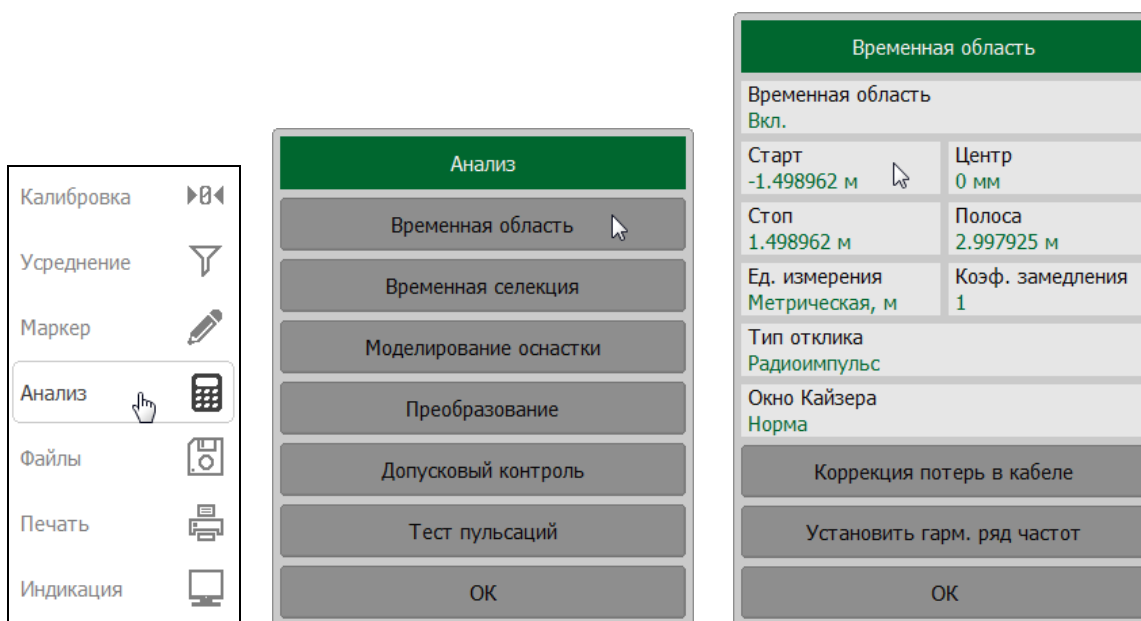 Калибровка
Усреднение
Маркер
Анализ
Файлы
Печать
Индикация
Анализ
Временная область
Временная селекция
Моделирование оснастки
Преобразование
Допусковый контроль
Тест пульсаций
ОК
Временная область
Временная область
Вкл.
Старт
-1.498962 м
Центр
0 мм
Стоп
1.498962 м
Полоса
2.997925 м
Ед. измерения
Метрическая, м
Коэф. замедления
1
Тип отклика
Радиоимпульс
Окно Кайзера
Норма
Коррекция потерь в кабеле
Установить гарм. ряд частот
ОК